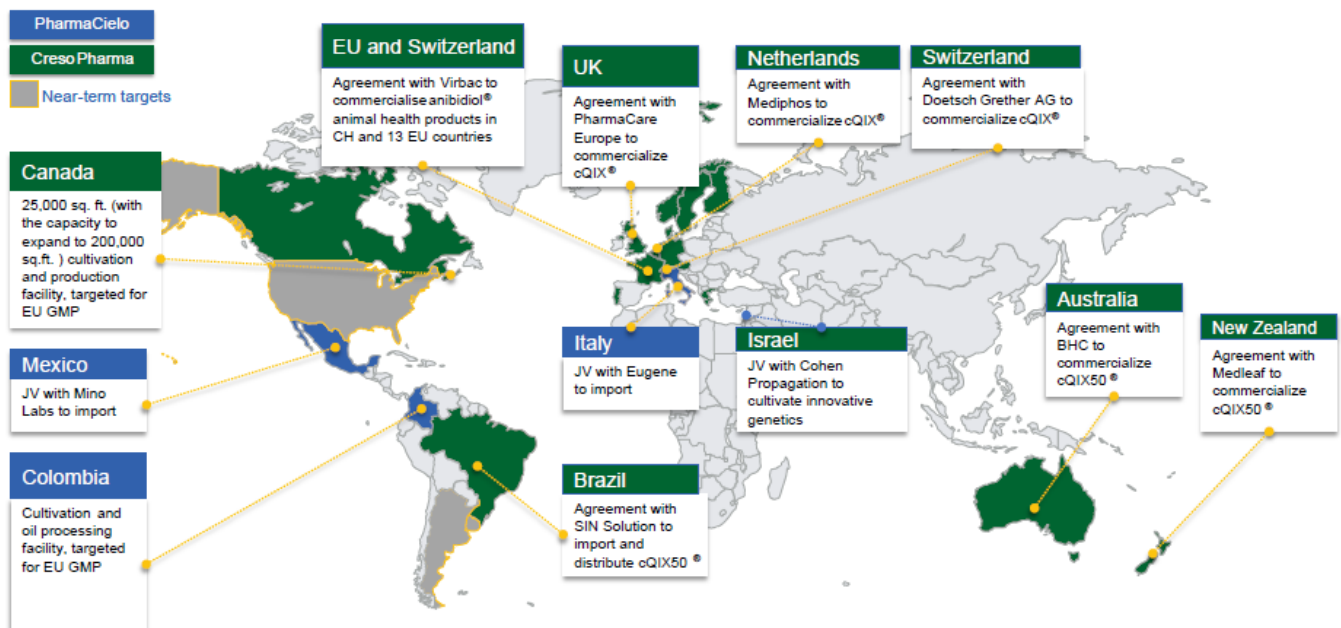 PharmaCielo
Creso Pharma
Near-term targets
EU and Switzerland
Agreement with Virbac to
commercialise anibidiol®
animal health products in
CH and 13 EU countries
UK
Agreement with
PharmaCare
Europe to
commercialize
cQIX®
Netherlands
Agreement with
Mediphos to
commercialize cQIX®
Switzerland
Agreement with
Doetsch Grether AG to
commercialize cQIX®
Canada
25,000 sq. ft. (with
the capacity to
expand to 200,000
sq.ft. ) cultivation
and production
facility, targeted for
EU GMP
Mexico
JV with Mino
Labs to import
Colombia
Cultivation and
oil processing
facility, targeted
for EU GMP
Italy
JV with Eugene
to import
Israel
JV with Cohen
Propagation to
cultivate innovative
genetics
Brazil
Agreement with
SIN Solution to
import and
distribute cQIX50 ®
Australia
Agreement with
BHC to
commercialize
cQIX50 ®
New Zealand
Agreement with
Medleaf to
commercialize
cQIX50 ®